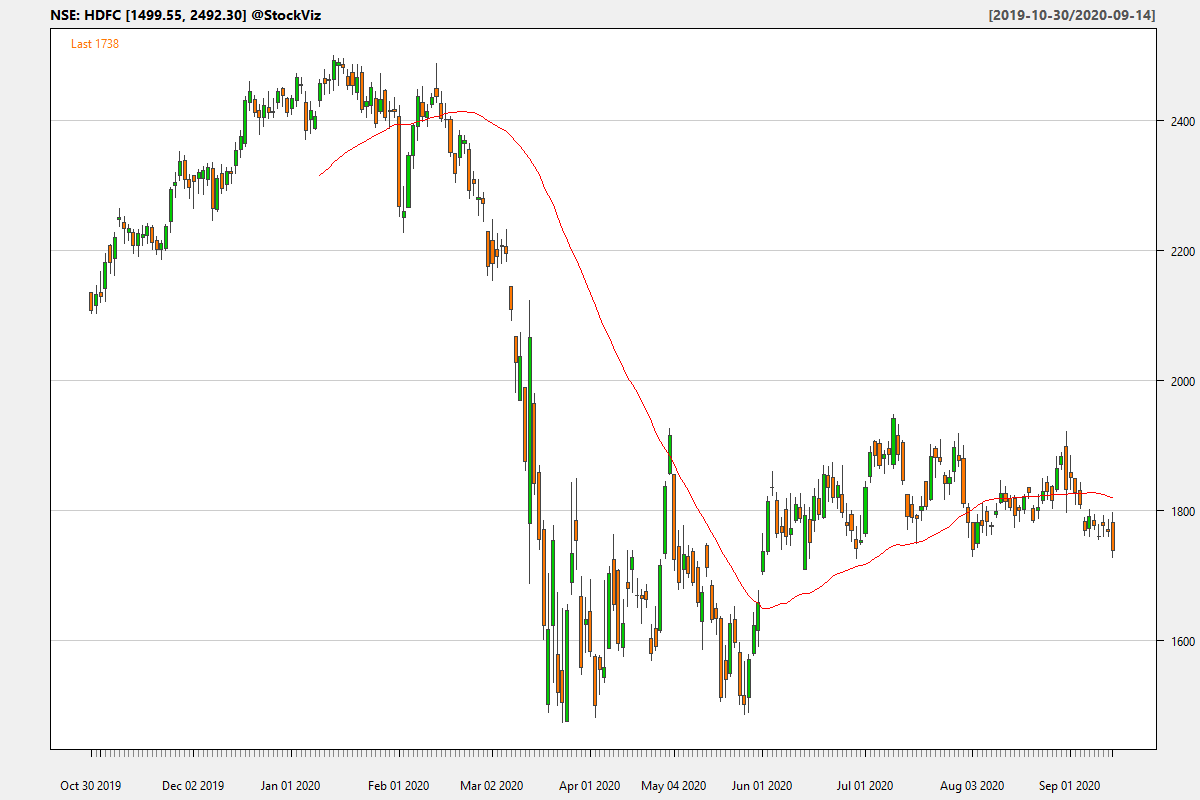 NSE: HDFC [1499.55, 2492.30] @StockViz [2019-10-30/2020-09-14]
Last 1738
2400
2200
2000
1800
1600
Oct 30 2019 Dec 02 2019 Jan 01 2020 Feb 01 2020 Mar 02 2020 Apr 01 2020 May 04 2020 Jun 01 2020 Jul 01 2020 Aug 03 2020 Sep 01 2020